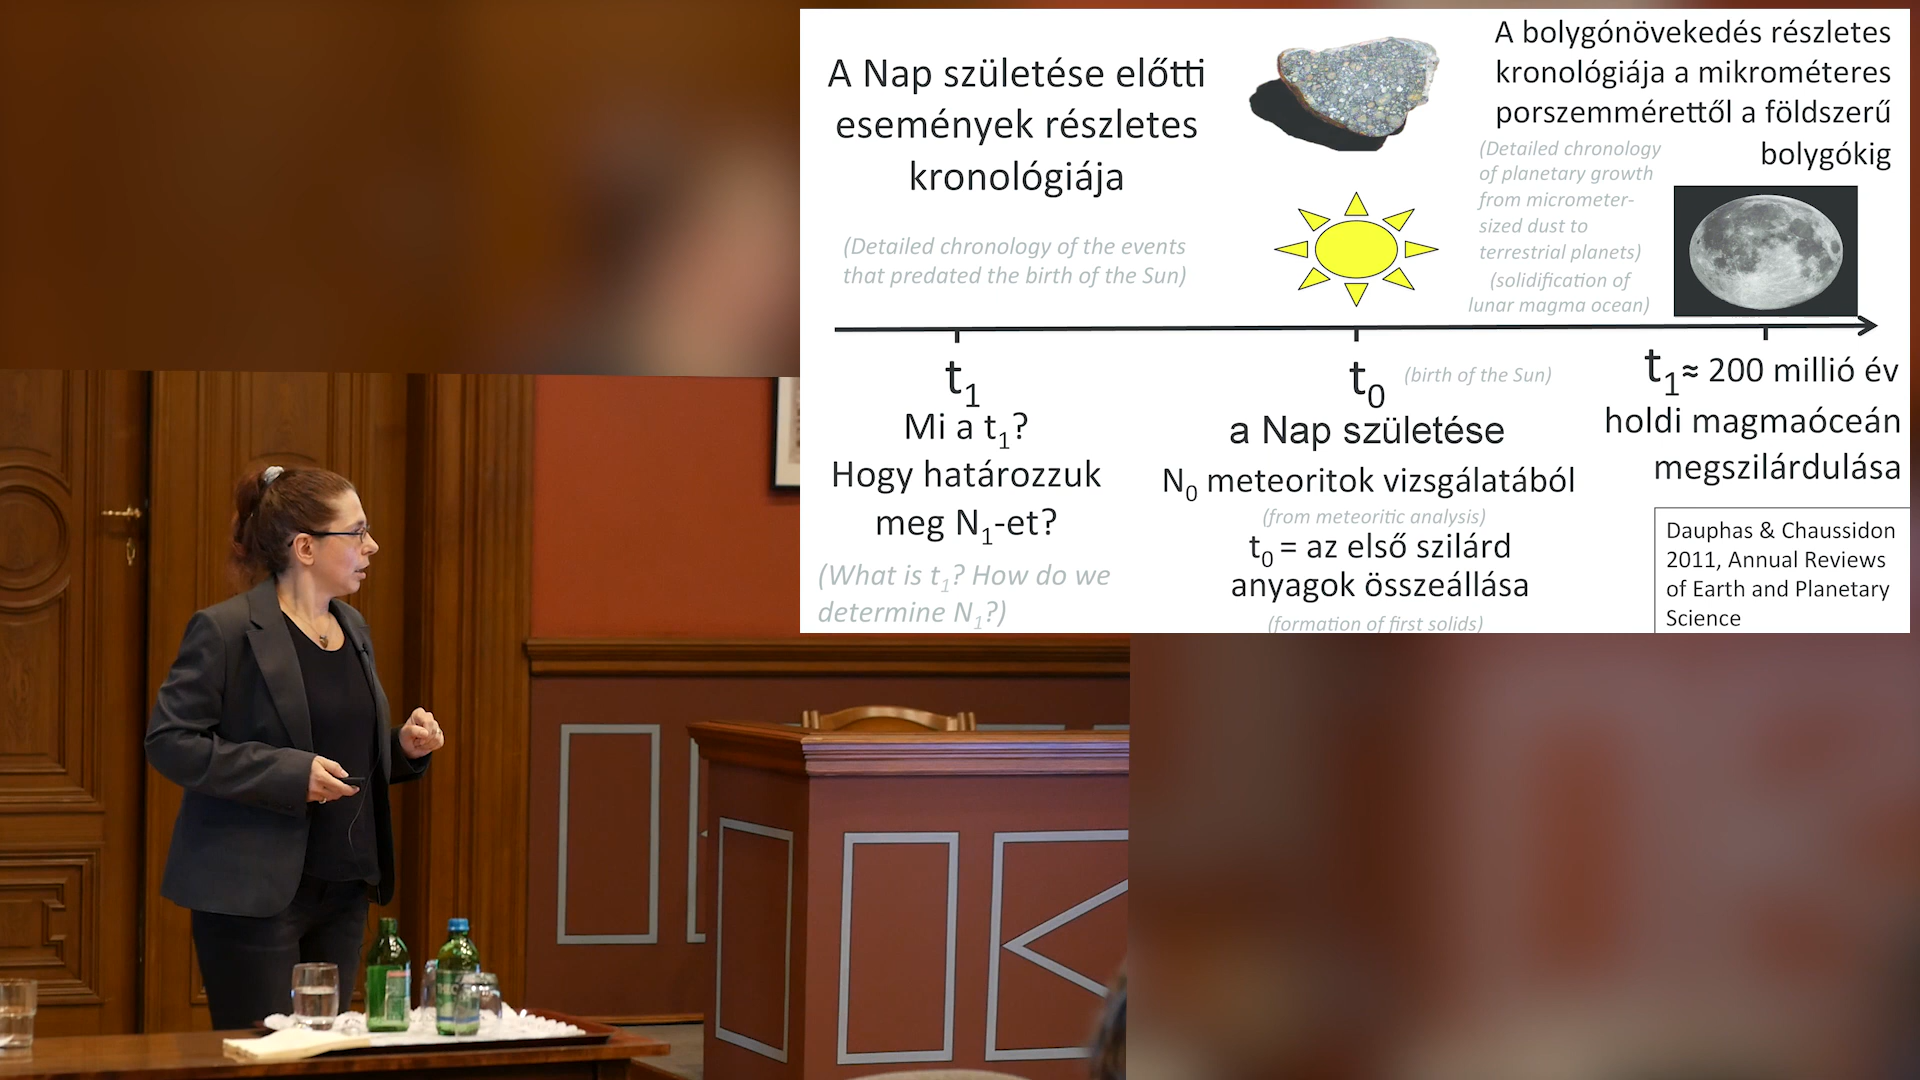 A Nap születése előtti
események részletes
kronológiája
(Detailed chronology of the events
that predated the birth of the Sun)
A bolygónövekedés részletes
kronológiája a mikrométeres
porszemmérettől a földszerű
bolygókig
(Detailed chronology
of planetary growth
from micrometer-
sized dust to
terrestrial planets)
(solidification of
lunar magma ocean)
t₁
Mi a t₁?
Hogy határozzuk
meg N₁-et?
(What is t₁? How do we
determine N₁?)
t₀ (birth of the Sun)
a Nap születése
N₀ meteoritok vizsgálatából
(from meteoritic analysis)
t₀ = az első szilárd
anyagok összeállása
(formation of first solids)
t₁≈ 200 millió év
holdi magmaóceán
megszilárdulása
Dauphas & Chaussidon
2011, Annual Reviews
of Earth and Planetary
Science